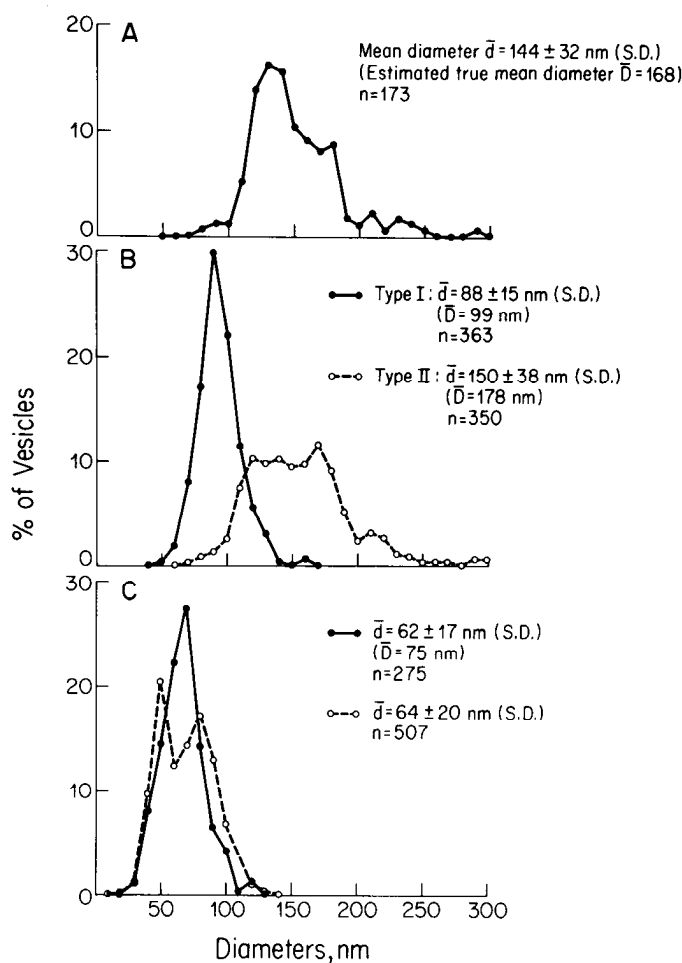 A
Mean diameter d̄ = 144 ± 32 nm (S.D.)
(Estimated true mean diameter D̄ = 168)
n=173
20
10
0
B
Type I : d̄ = 88 ± 15 nm (S.D.)
(D̄ = 99 nm)
n=363
Type II : d̄ = 150 ± 38 nm (S.D.)
(D̄ = 178 nm)
n=350
30
20
10
0
% of Vesicles
C
d̄ = 62 ± 17 nm (S.D.)
(D̄ = 75 nm)
n=275
d̄ = 64 ± 20 nm (S.D.)
n=507
30
20
10
0
50 100 150 200 250 300
Diameters, nm